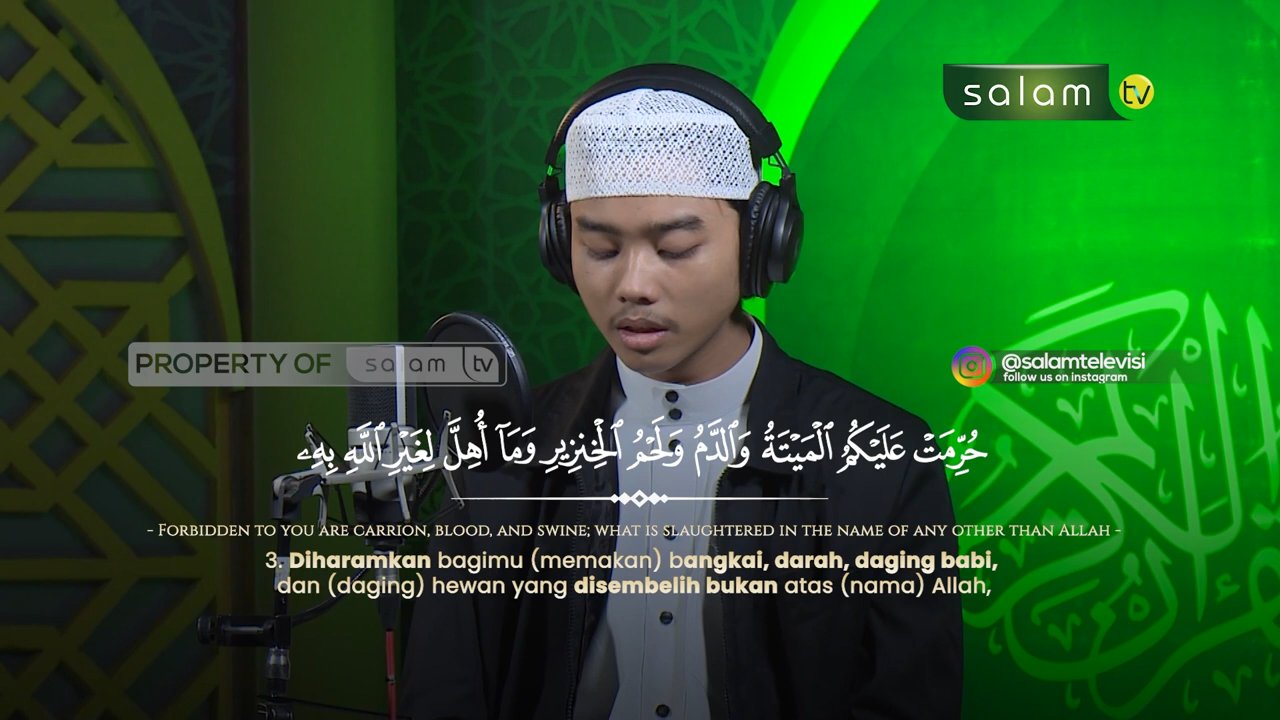 salam tv
PROPERTY OF salam tv
@salamtelevisi
follow us on instagram
حُرِّمَتْ عَلَيْكُمُ ٱلْمَيْتَةُ وَٱلدَّمُ وَلَحْمُ ٱلْخِنزِيرِ وَمَآ أُهِلَّ لِغَيْرِ ٱللَّهِ بِهِۦ
- Forbidden to you are carrion, blood, and swine; what is slaughtered in the name of any other than Allah -
3. Diharamkan bagimu (memakan) bangkai, darah, daging babi,
dan (daging) hewan yang disembelih bukan atas (nama) Allah,